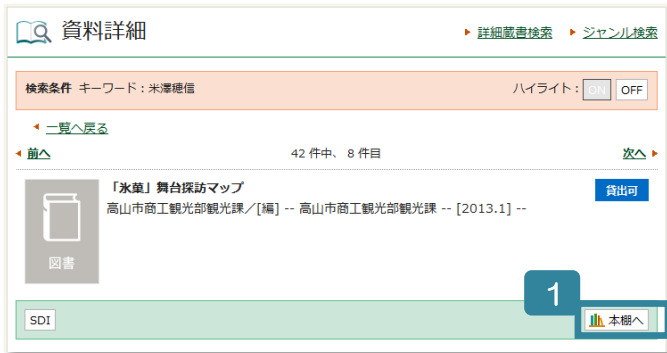 資料詳細
詳細蔵書検索 ジャンル検索
検索条件 キーワード：米澤穂信 ハイライト： ON OFF
一覧へ戻る
前へ 42 件中、 8 件目 次へ
「氷菓」舞台探訪マップ 貸出可
高山市商工観光部観光課／[編] -- 高山市商工観光部観光課 -- [2013.1] --
図書
1
SDI 本棚へ